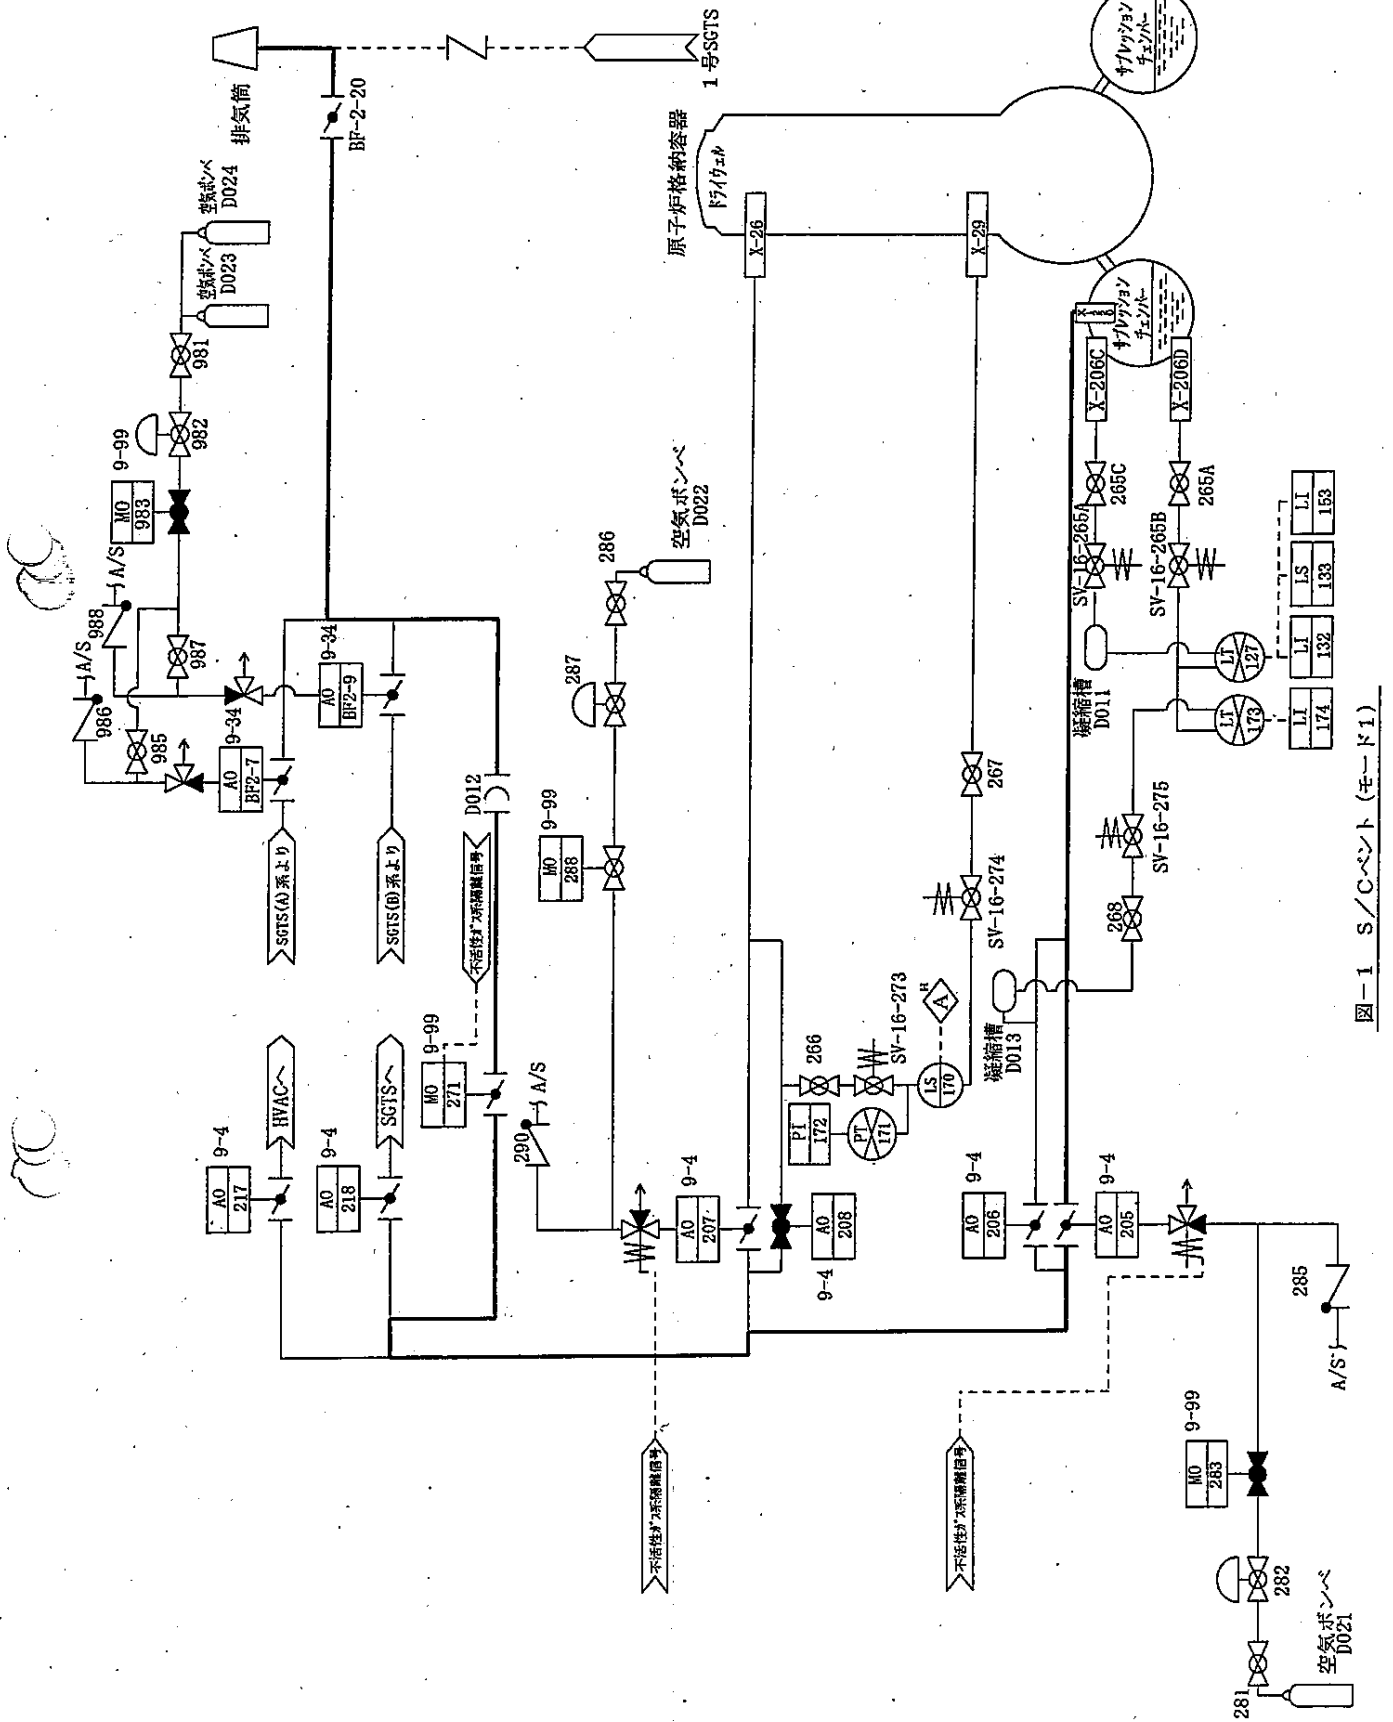 1号SGTS
排気筒
BF-2-20
空気ボンベ
D024
空気ボンベ
D023
981
982
9-99
MO
983
A/S
988
987
A/S
986
985
9-34
AO
BF2-9
9-34
AO
BF2-7
SGTS(A)系より
SGTS(B)系より
D012
不活性ガス系隔離信号
HVACへ
SGTSへ
9-99
MO
271
9-4
AO
217
9-4
AO
218
A/S
290
空気ボンベ
D022
286
287
9-99
MO
288
9-4
AO
207
AO
208
9-4
不活性ガス系隔離信号
原子炉格納容器
ドライウェル
X-26
X-29
サプレッション
チェンバー
サプレッション
チェンバー
267
SV-16-274
266
SV-16-273
PT
172
PT
171
LS
170
A
H
凝縮槽
D013
X-206C
X-206D
265C
265A
SV-16-265A
SV-16-265B
凝縮槽
D011
LT
127
LT
173
LI
153
LS
133
LI
132
LI
174
SV-16-275
268
9-4
AO
206
9-4
AO
205
不活性ガス系隔離信号
285
A/S
9-99
MO
283
282
281
空気ボンベ
D021
図-1 S/Cベント(モード1)